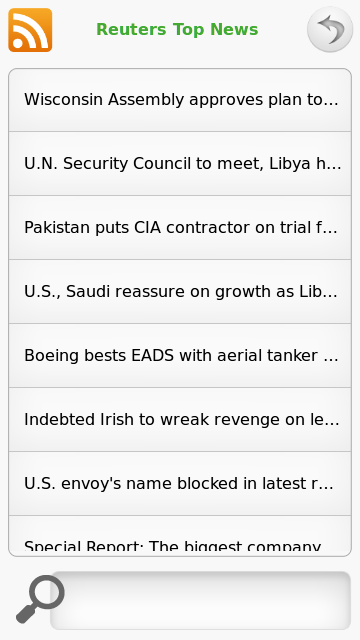 Reuters Top News
Wisconsin Assembly approves plan to...
U.N. Security Council to meet, Libya h...
Pakistan puts CIA contractor on trial f...
U.S., Saudi reassure on growth as Lib...
Boeing bests EADS with aerial tanker ...
Indebted Irish to wreak revenge on le...
U.S. envoy's name blocked in latest r...
Special Report: The biggest company